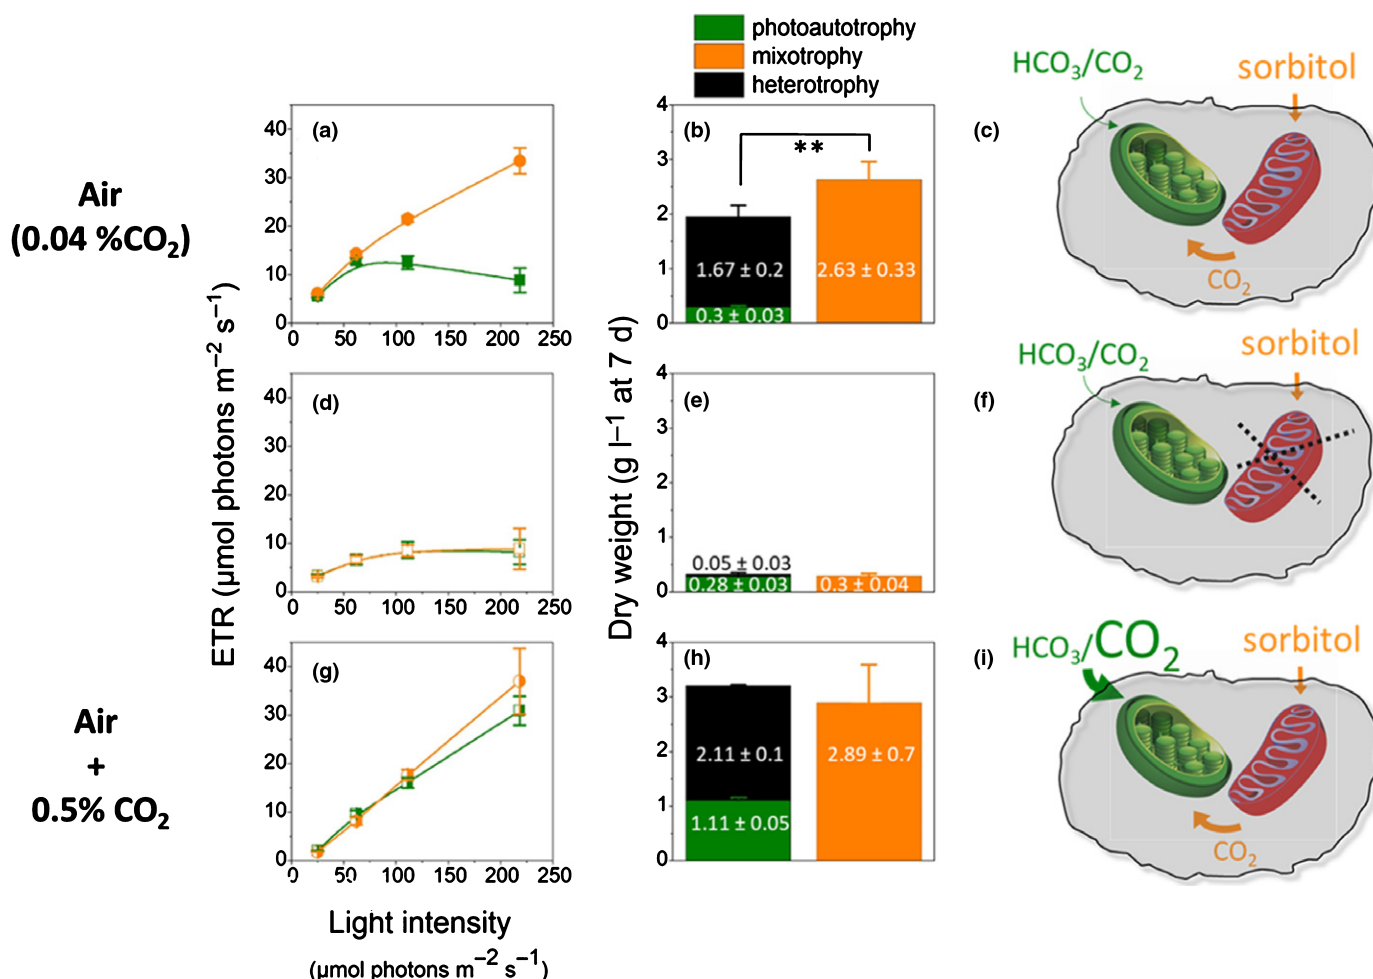 photoautotrophy
mixotrophy
heterotrophy
Air
(0.04 %CO₂)
Air
+
0.5% CO₂
ETR (µmol photons m⁻² s⁻¹)
(a)
40
30
20
10
0
0 50 100 150 200 250
(d)
40
30
20
10
0
0 50 100 150 200 250
(g)
40
30
20
10
0
0 50 100 150 200 250
Light intensity
(µmol photons m⁻² s⁻¹)
Dry weight (g l⁻¹ at 7 d)
(b)
4
3
2
1
0
**
1.67 ± 0.2
0.3 ± 0.03
2.63 ± 0.33
(e)
4
3
2
1
0
0.05 ± 0.03
0.28 ± 0.03
0.3 ± 0.04
(h)
4
3
2
1
0
2.11 ± 0.1
1.11 ± 0.05
2.89 ± 0.7
(c)
HCO₃/CO₂
sorbitol
CO₂
(f)
HCO₃/CO₂
sorbitol
(i)
HCO₃/CO₂
sorbitol
CO₂